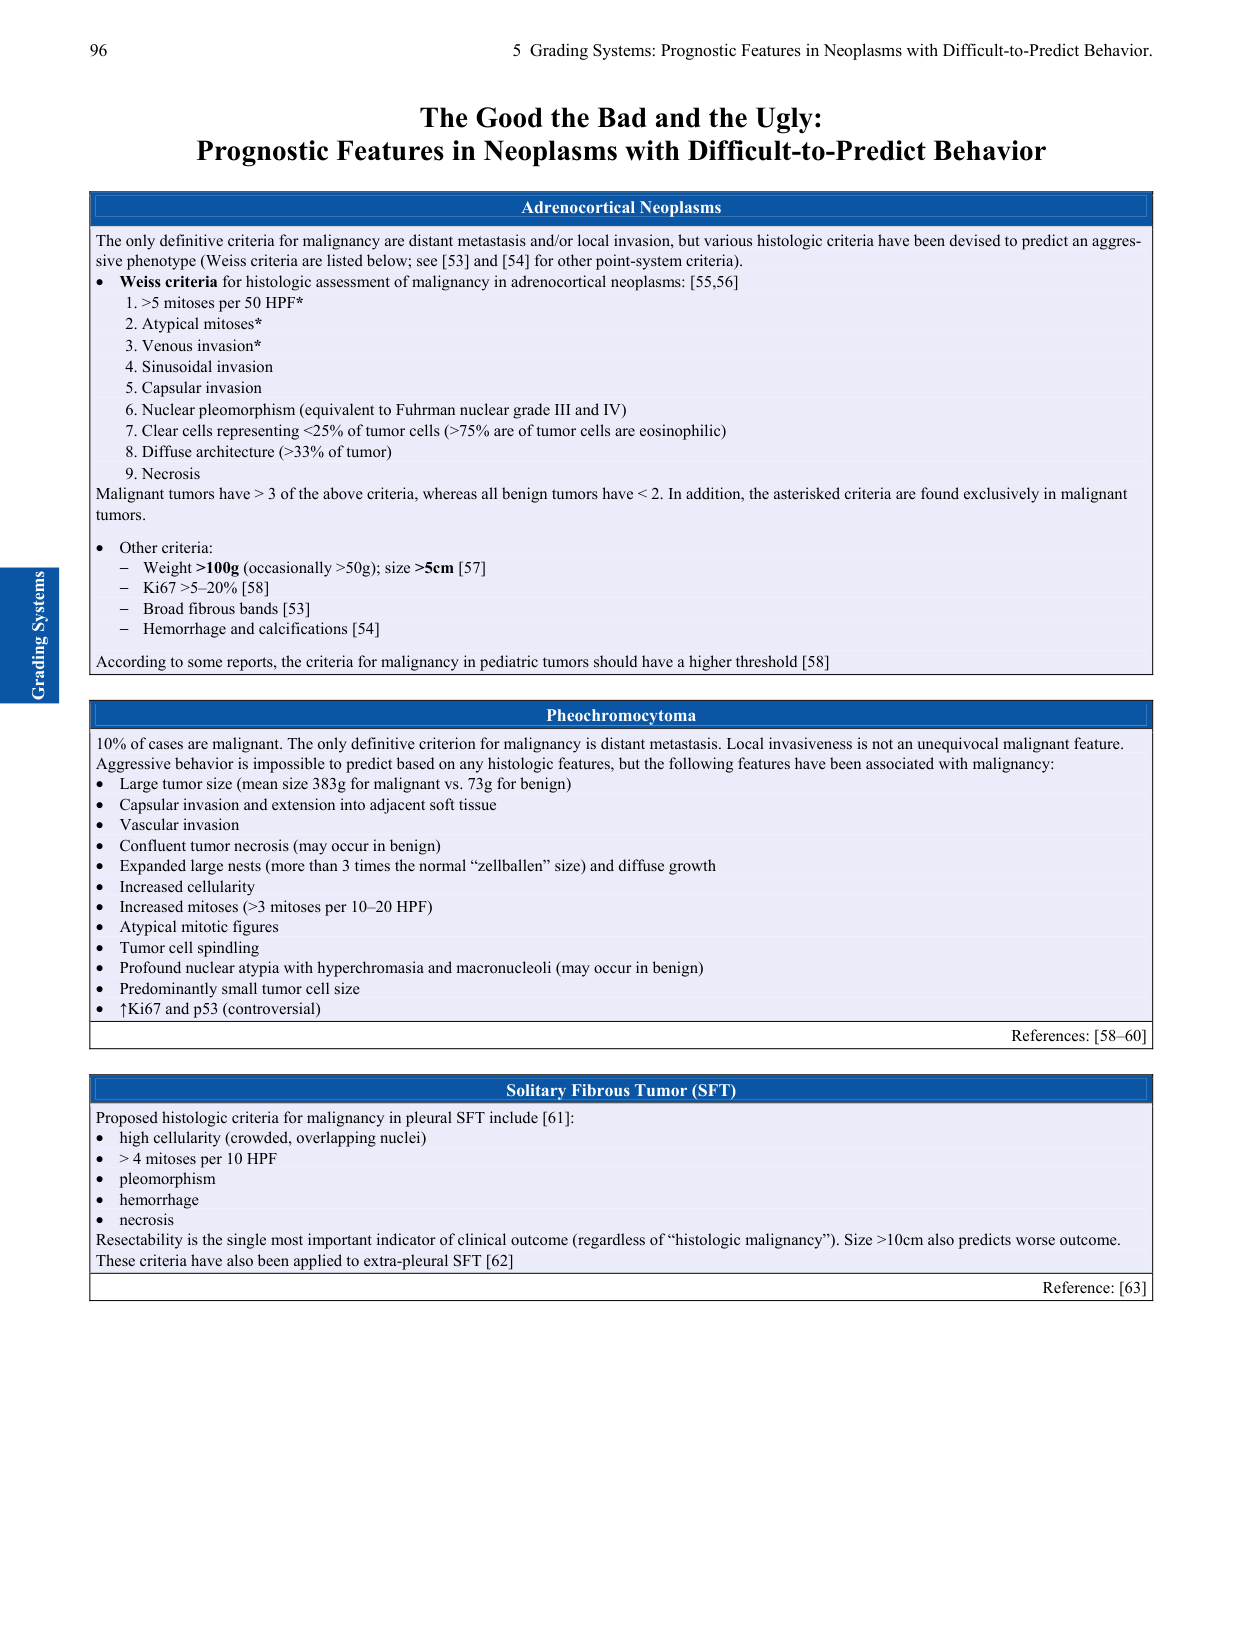 96
5 Grading Systems: Prognostic Features in Neoplasms with Difficult-to-Predict Behavior.
The Good the Bad and the Ugly:
Prognostic Features in Neoplasms with Difficult-to-Predict Behavior
Adrenocortical Neoplasms
The only definitive criteria for malignancy are distant metastasis and/or local invasion, but various histologic criteria have been devised to predict an aggres-
sive phenotype (Weiss criteria are listed below; see [53] and [54] for other point-system criteria).
• Weiss criteria for histologic assessment of malignancy in adrenocortical neoplasms: [55,56]
1. >5 mitoses per 50 HPF*
2. Atypical mitoses*
3. Venous invasion*
4. Sinusoidal invasion
5. Capsular invasion
6. Nuclear pleomorphism (equivalent to Fuhrman nuclear grade III and IV)
7. Clear cells representing <25% of tumor cells (>75% are of tumor cells are eosinophilic)
8. Diffuse architecture (>33% of tumor)
9. Necrosis
Malignant tumors have > 3 of the above criteria, whereas all benign tumors have < 2. In addition, the asterisked criteria are found exclusively in malignant
tumors.
• Other criteria:
– Weight >100g (occasionally >50g); size >5cm [57]
– Ki67 >5–20% [58]
– Broad fibrous bands [53]
– Hemorrhage and calcifications [54]
According to some reports, the criteria for malignancy in pediatric tumors should have a higher threshold [58]
Grading Systems
Pheochromocytoma
10% of cases are malignant. The only definitive criterion for malignancy is distant metastasis. Local invasiveness is not an unequivocal malignant feature.
Aggressive behavior is impossible to predict based on any histologic features, but the following features have been associated with malignancy:
• Large tumor size (mean size 383g for malignant vs. 73g for benign)
• Capsular invasion and extension into adjacent soft tissue
• Vascular invasion
• Confluent tumor necrosis (may occur in benign)
• Expanded large nests (more than 3 times the normal “zellballen” size) and diffuse growth
• Increased cellularity
• Increased mitoses (>3 mitoses per 10–20 HPF)
• Atypical mitotic figures
• Tumor cell spindling
• Profound nuclear atypia with hyperchromasia and macronucleoli (may occur in benign)
• Predominantly small tumor cell size
• ↑Ki67 and p53 (controversial)
References: [58–60]
Solitary Fibrous Tumor (SFT)
Proposed histologic criteria for malignancy in pleural SFT include [61]:
• high cellularity (crowded, overlapping nuclei)
• > 4 mitoses per 10 HPF
• pleomorphism
• hemorrhage
• necrosis
Resectability is the single most important indicator of clinical outcome (regardless of “histologic malignancy”). Size >10cm also predicts worse outcome.
These criteria have also been applied to extra-pleural SFT [62]
Reference: [63]